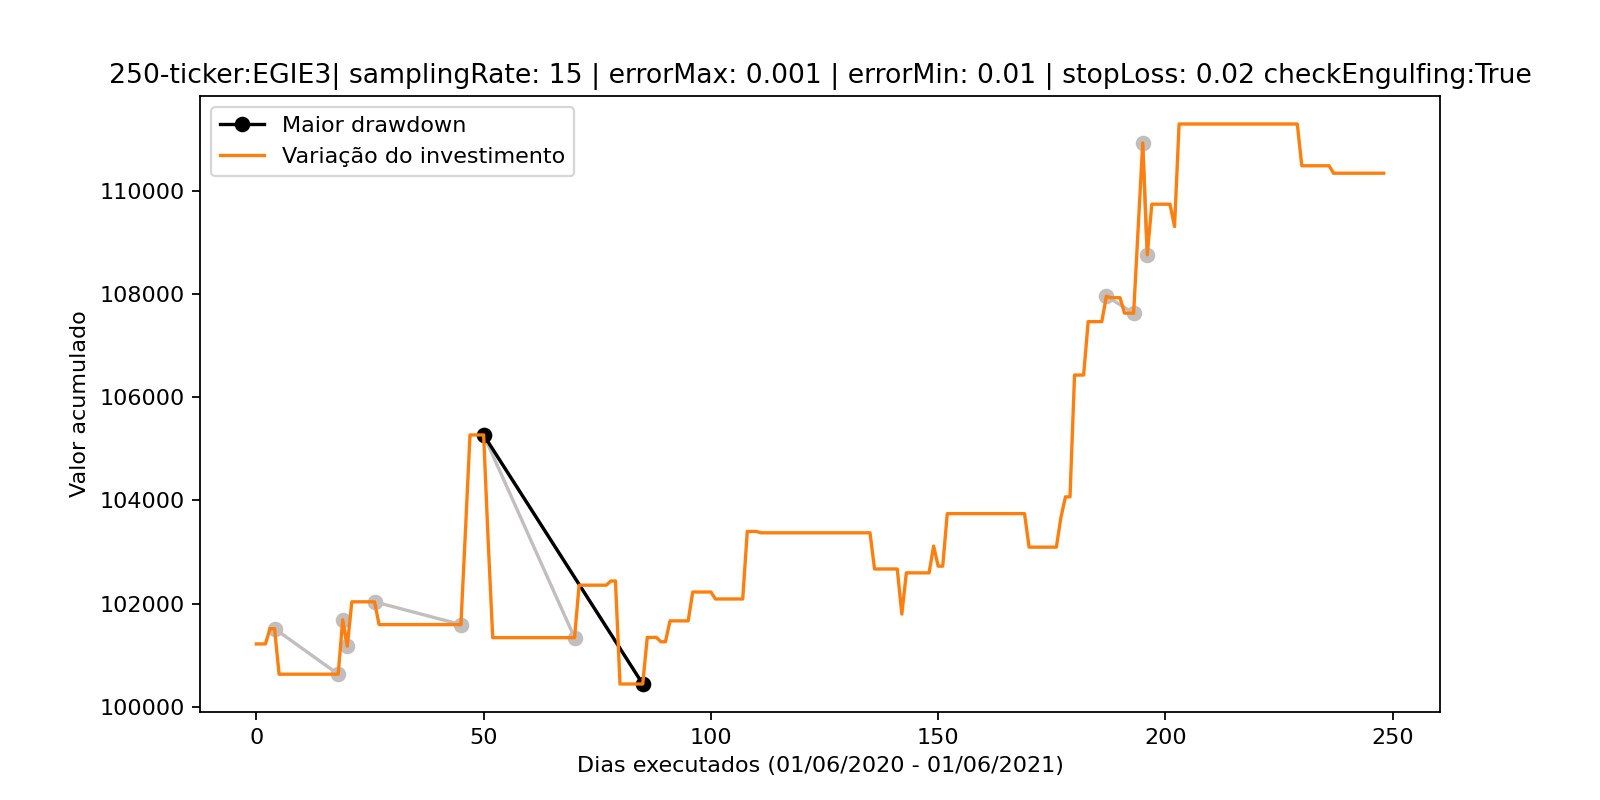 250-ticker:EGIE3| samplingRate: 15 | errorMax: 0.001 | errorMin: 0.01 | stopLoss: 0.02 checkEngulfing:True
Maior drawdown
Variação do investimento
Valor acumulado
110000
108000
106000
104000
102000
100000
0 50 100 150 200 250
Dias executados (01/06/2020 - 01/06/2021)